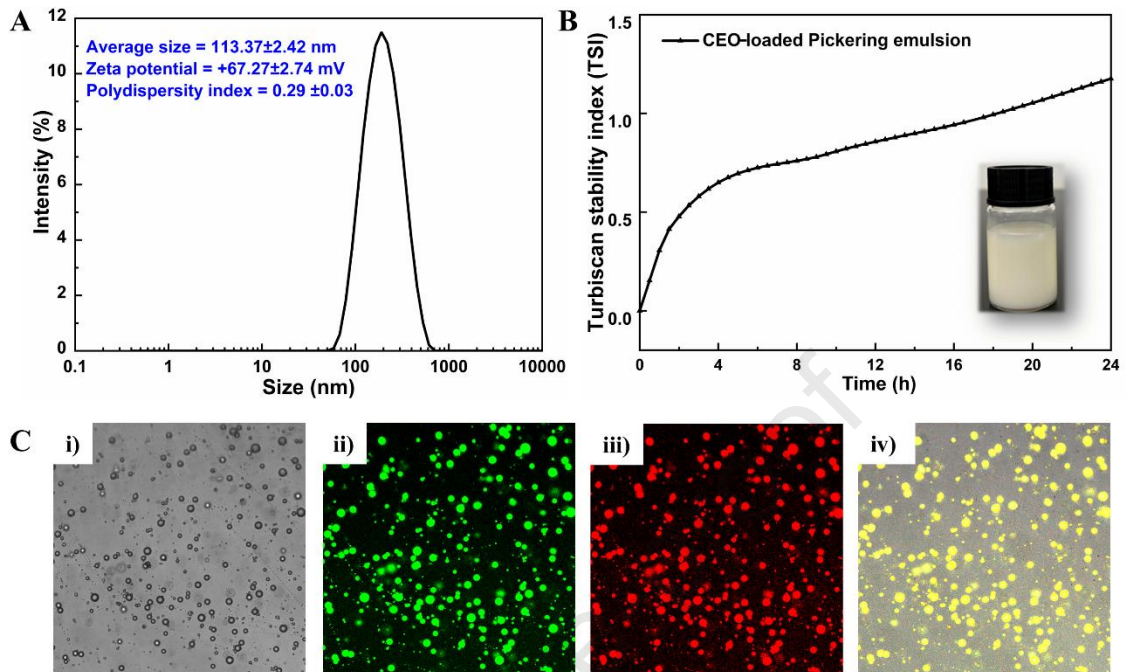 A
Average size = 113.37±2.42 nm
Zeta potential = +67.27±2.74 mV
Polydispersity index = 0.29 ±0.03
Intensity (%)
12
10
8
6
4
2
0
0.1 1 10 100 1000 10000
Size (nm)
B
CEO-loaded Pickering emulsion
Turbiscan stability index (TSI)
1.5
1.0
0.5
0.0
0 4 8 12 16 20 24
Time (h)
C
i)
ii)
iii)
iv)